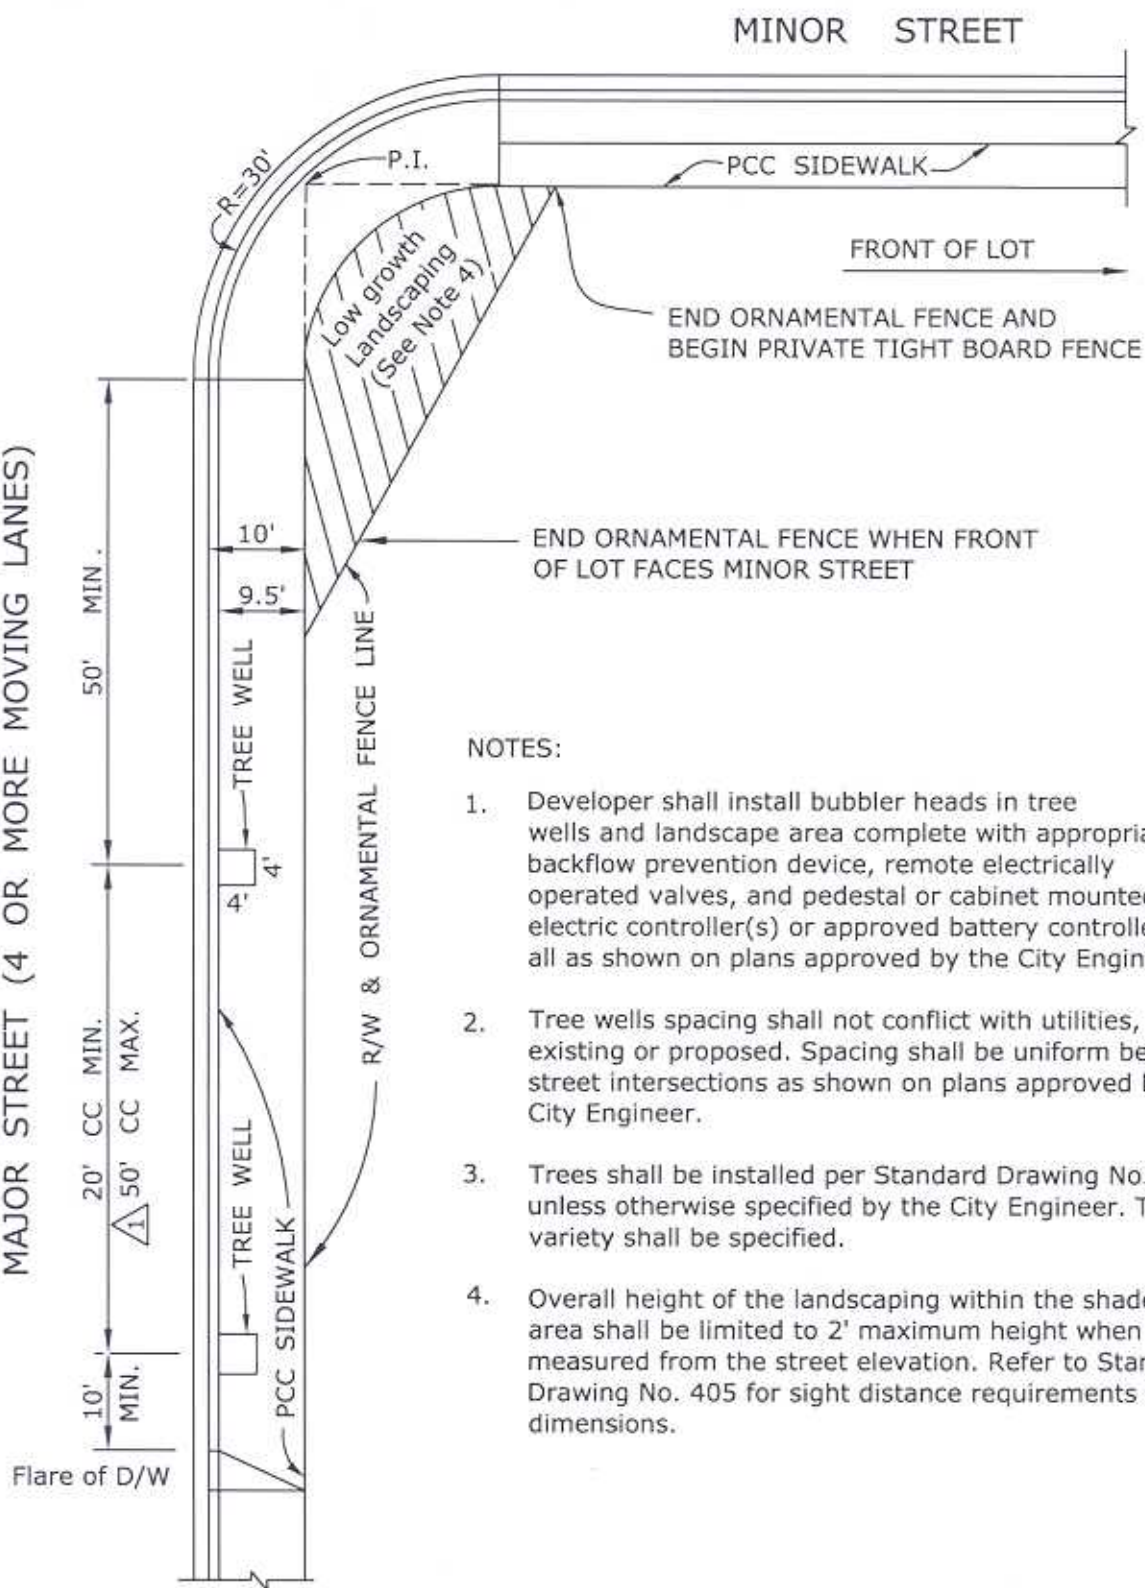 MINOR STREET
R=30'
P.I.
PCC SIDEWALK
FRONT OF LOT
Low growth
Landscaping
(See Note 4)
END ORNAMENTAL FENCE AND
BEGIN PRIVATE TIGHT BOARD FENCE
MAJOR STREET (4 OR MORE MOVING LANES)
50' MIN.
10'
9.5'
END ORNAMENTAL FENCE WHEN FRONT
OF LOT FACES MINOR STREET
TREE WELL
4'
4'
R/W & ORNAMENTAL FENCE LINE
20' CC MIN.
1 50' CC MAX.
TREE WELL
PCC SIDEWALK
10'
MIN.
Flare of D/W
NOTES:
1. Developer shall install bubbler heads in tree
wells and landscape area complete with
backflow prevention device, remote electrically
operated valves, and pedestal or cabinet
electric controller(s) or approved battery
all as shown on plans approved by the City
2. Tree wells spacing shall not conflict with utilities,
existing or proposed. Spacing shall be uniform
street intersections as shown on plans approved
City Engineer.
3. Trees shall be installed per Standard Drawing No.
unless otherwise specified by the City Engineer.
variety shall be specified.
4. Overall height of the landscaping within the
area shall be limited to 2' maximum height when
measured from the street elevation. Refer to
Drawing No. 405 for sight distance requirements
dimensions.